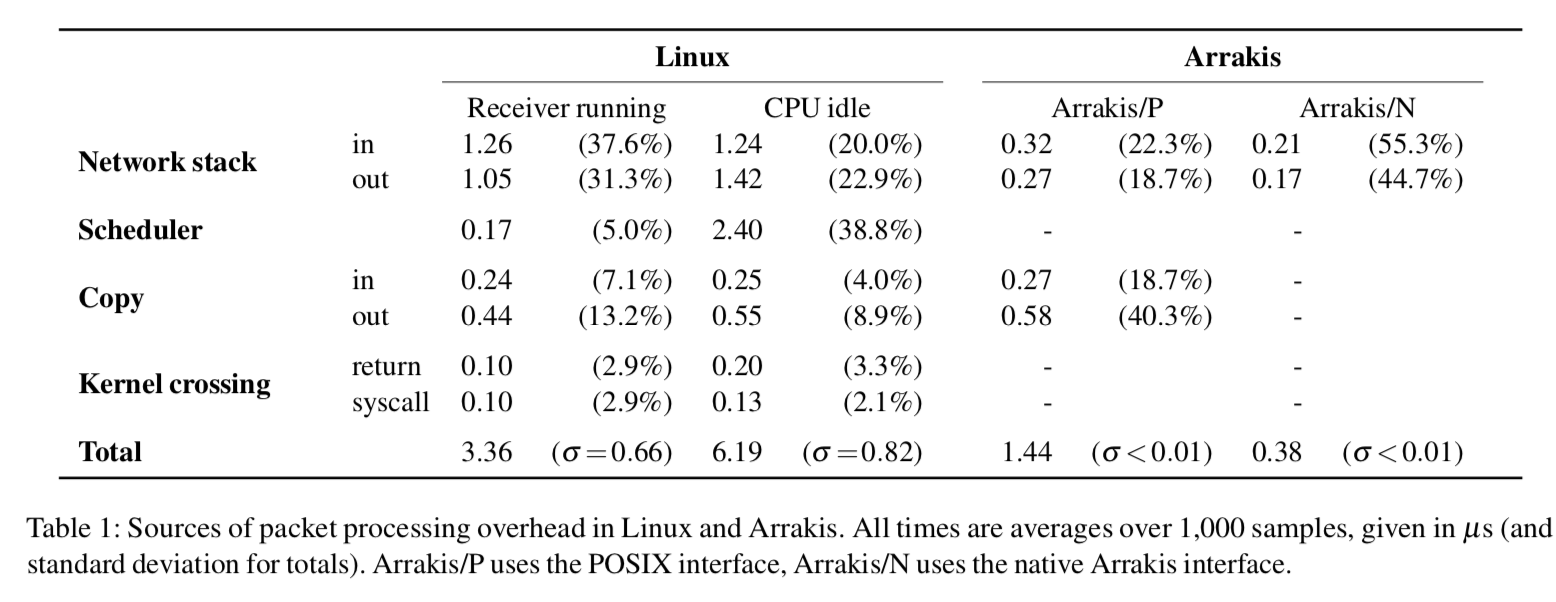 Linux Arrakis
Receiver running CPU idle Arrakis/P Arrakis/N
Network stack in 1.26 (37.6%) 1.24 (20.0%) 0.32 (22.3%) 0.21 (55.3%)
out 1.05 (31.3%) 1.42 (22.9%) 0.27 (18.7%) 0.17 (44.7%)
Scheduler 0.17 (5.0%) 2.40 (38.8%) - -
Copy in 0.24 (7.1%) 0.25 (4.0%) 0.27 (18.7%) -
out 0.44 (13.2%) 0.55 (8.9%) 0.58 (40.3%) -
Kernel crossing return 0.10 (2.9%) 0.20 (3.3%) - -
syscall 0.10 (2.9%) 0.13 (2.1%) - -
Total 3.36 (σ=0.66) 6.19 (σ=0.82) 1.44 (σ<0.01) 0.38 (σ<0.01)
Table 1: Sources of packet processing overhead in Linux and Arrakis. All times are averages over 1,000 samples, given in μs (and
standard deviation for totals). Arrakis/P uses the POSIX interface, Arrakis/N uses the native Arrakis interface.